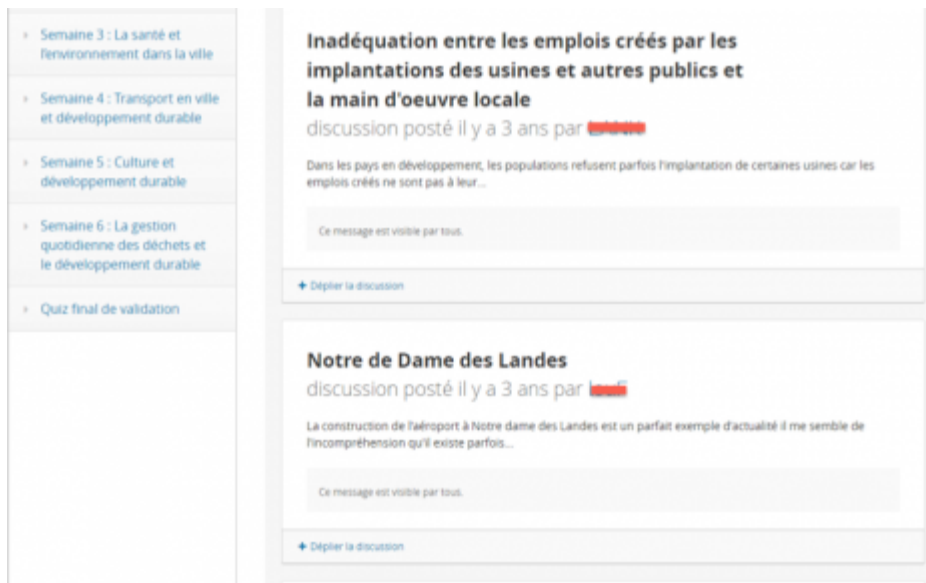 Semaine 3 : La santé et
l'environnement dans la ville
Semaine 4 : Transport en ville
et développement durable
Semaine 5 : Culture et
développement durable
Semaine 6 : La gestion
quotidienne des déchets et
le développement durable
Quiz final de validation
Inadéquation entre les emplois créés par les
implantations des usines et autres publics et
la main d'oeuvre locale
discussion posté il y a 3 ans par
Dans les pays en développement, les populations refusent parfois l'implantation de certaines usines car les
emplois créés ne sont pas à leur...
Ce message est visible par tous.
+ Déplier la discussion
Notre de Dame des Landes
discussion posté il y a 3 ans par
La construction de l'aéroport à Notre dame des Landes est un parfait exemple d'actualité il me semble de
l'incompréhension qu'il existe parfois...
Ce message est visible par tous.
+ Déplier la discussion